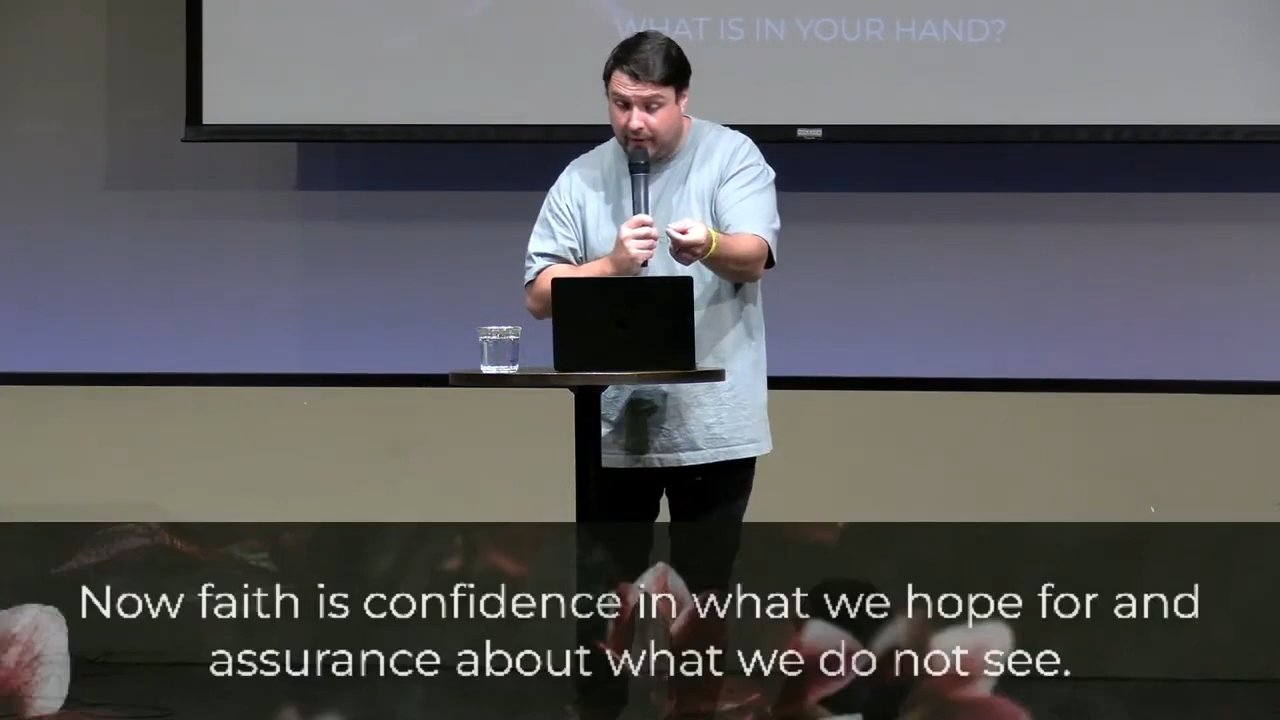 WHAT IS IN YOUR HAND?
Now faith is confidence in what we hope for and
assurance about what we do not see.